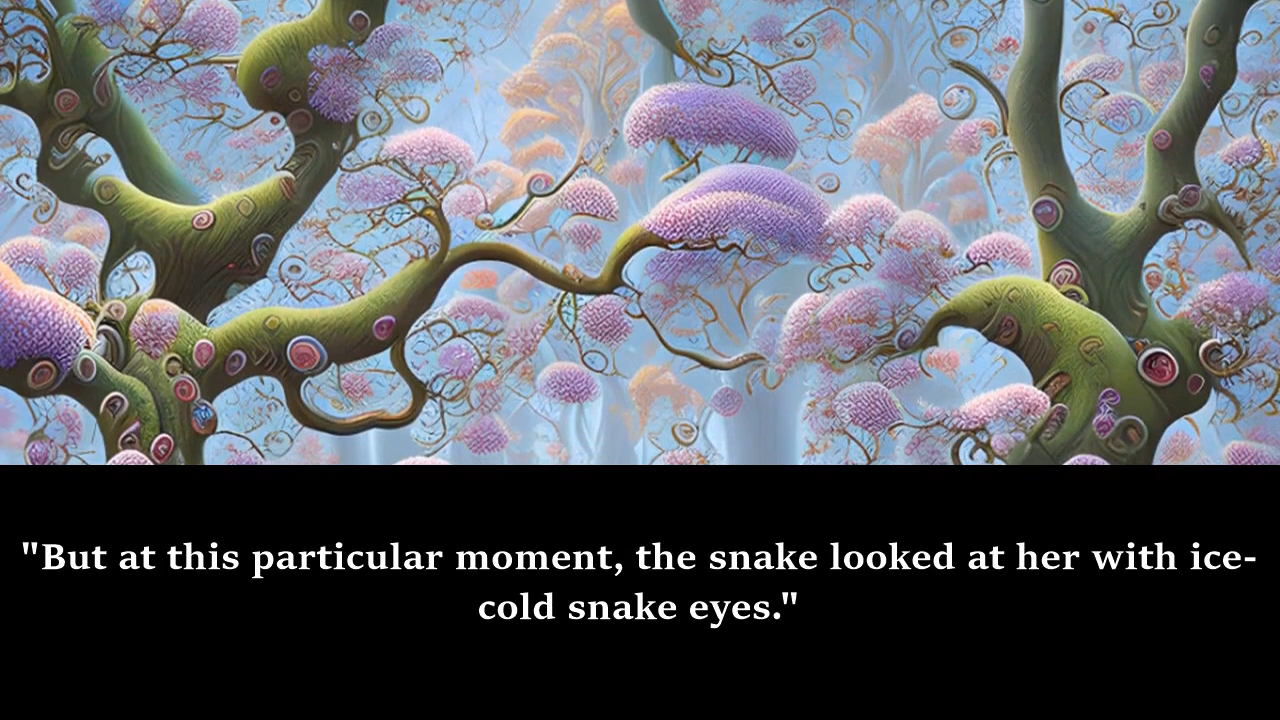 "But at this particular moment, the snake looked at her with ice-
cold snake eyes."